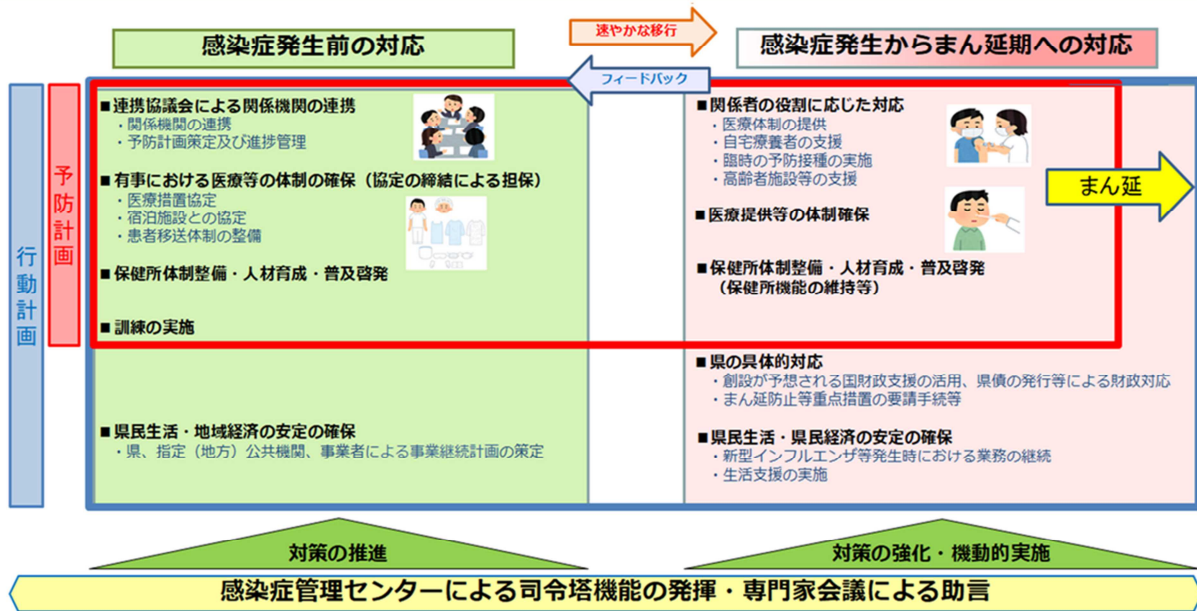 感染症発生前の対応
速やかな移行
感染症発生からまん延期への対応
フィードバック
行動計画
予防計画
■連携協議会による関係機関の連携
・関係機関の連携
・予防計画策定及び進捗管理
■有事における医療等の体制の確保（協定の締結による担保）
・医療措置協定
・宿泊施設との協定
・患者移送体制の整備
■保健所体制整備・人材育成・普及啓発
■訓練の実施
■県民生活・地域経済の安定の確保
・県、指定（地方）公共機関、事業者による事業継続計画の策定
■関係者の役割に応じた対応
・医療体制の提供
・自宅療養者の支援
・臨時の予防接種の実施
・高齢者施設等の支援
■医療提供等の体制確保
■保健所体制整備・人材育成・普及啓発
（保健所機能の維持等）
まん延
■県の具体的対応
・創設が予想される国財政支援の活用、県債の発行等による財政対応
・まん延防止等重点措置の要請手続等
■県民生活・県民経済の安定の確保
・新型インフルエンザ等発生時における業務の継続
・生活支援の実施
対策の推進
対策の強化・機動的実施
感染症管理センターによる司令塔機能の発揮・専門家会議による助言